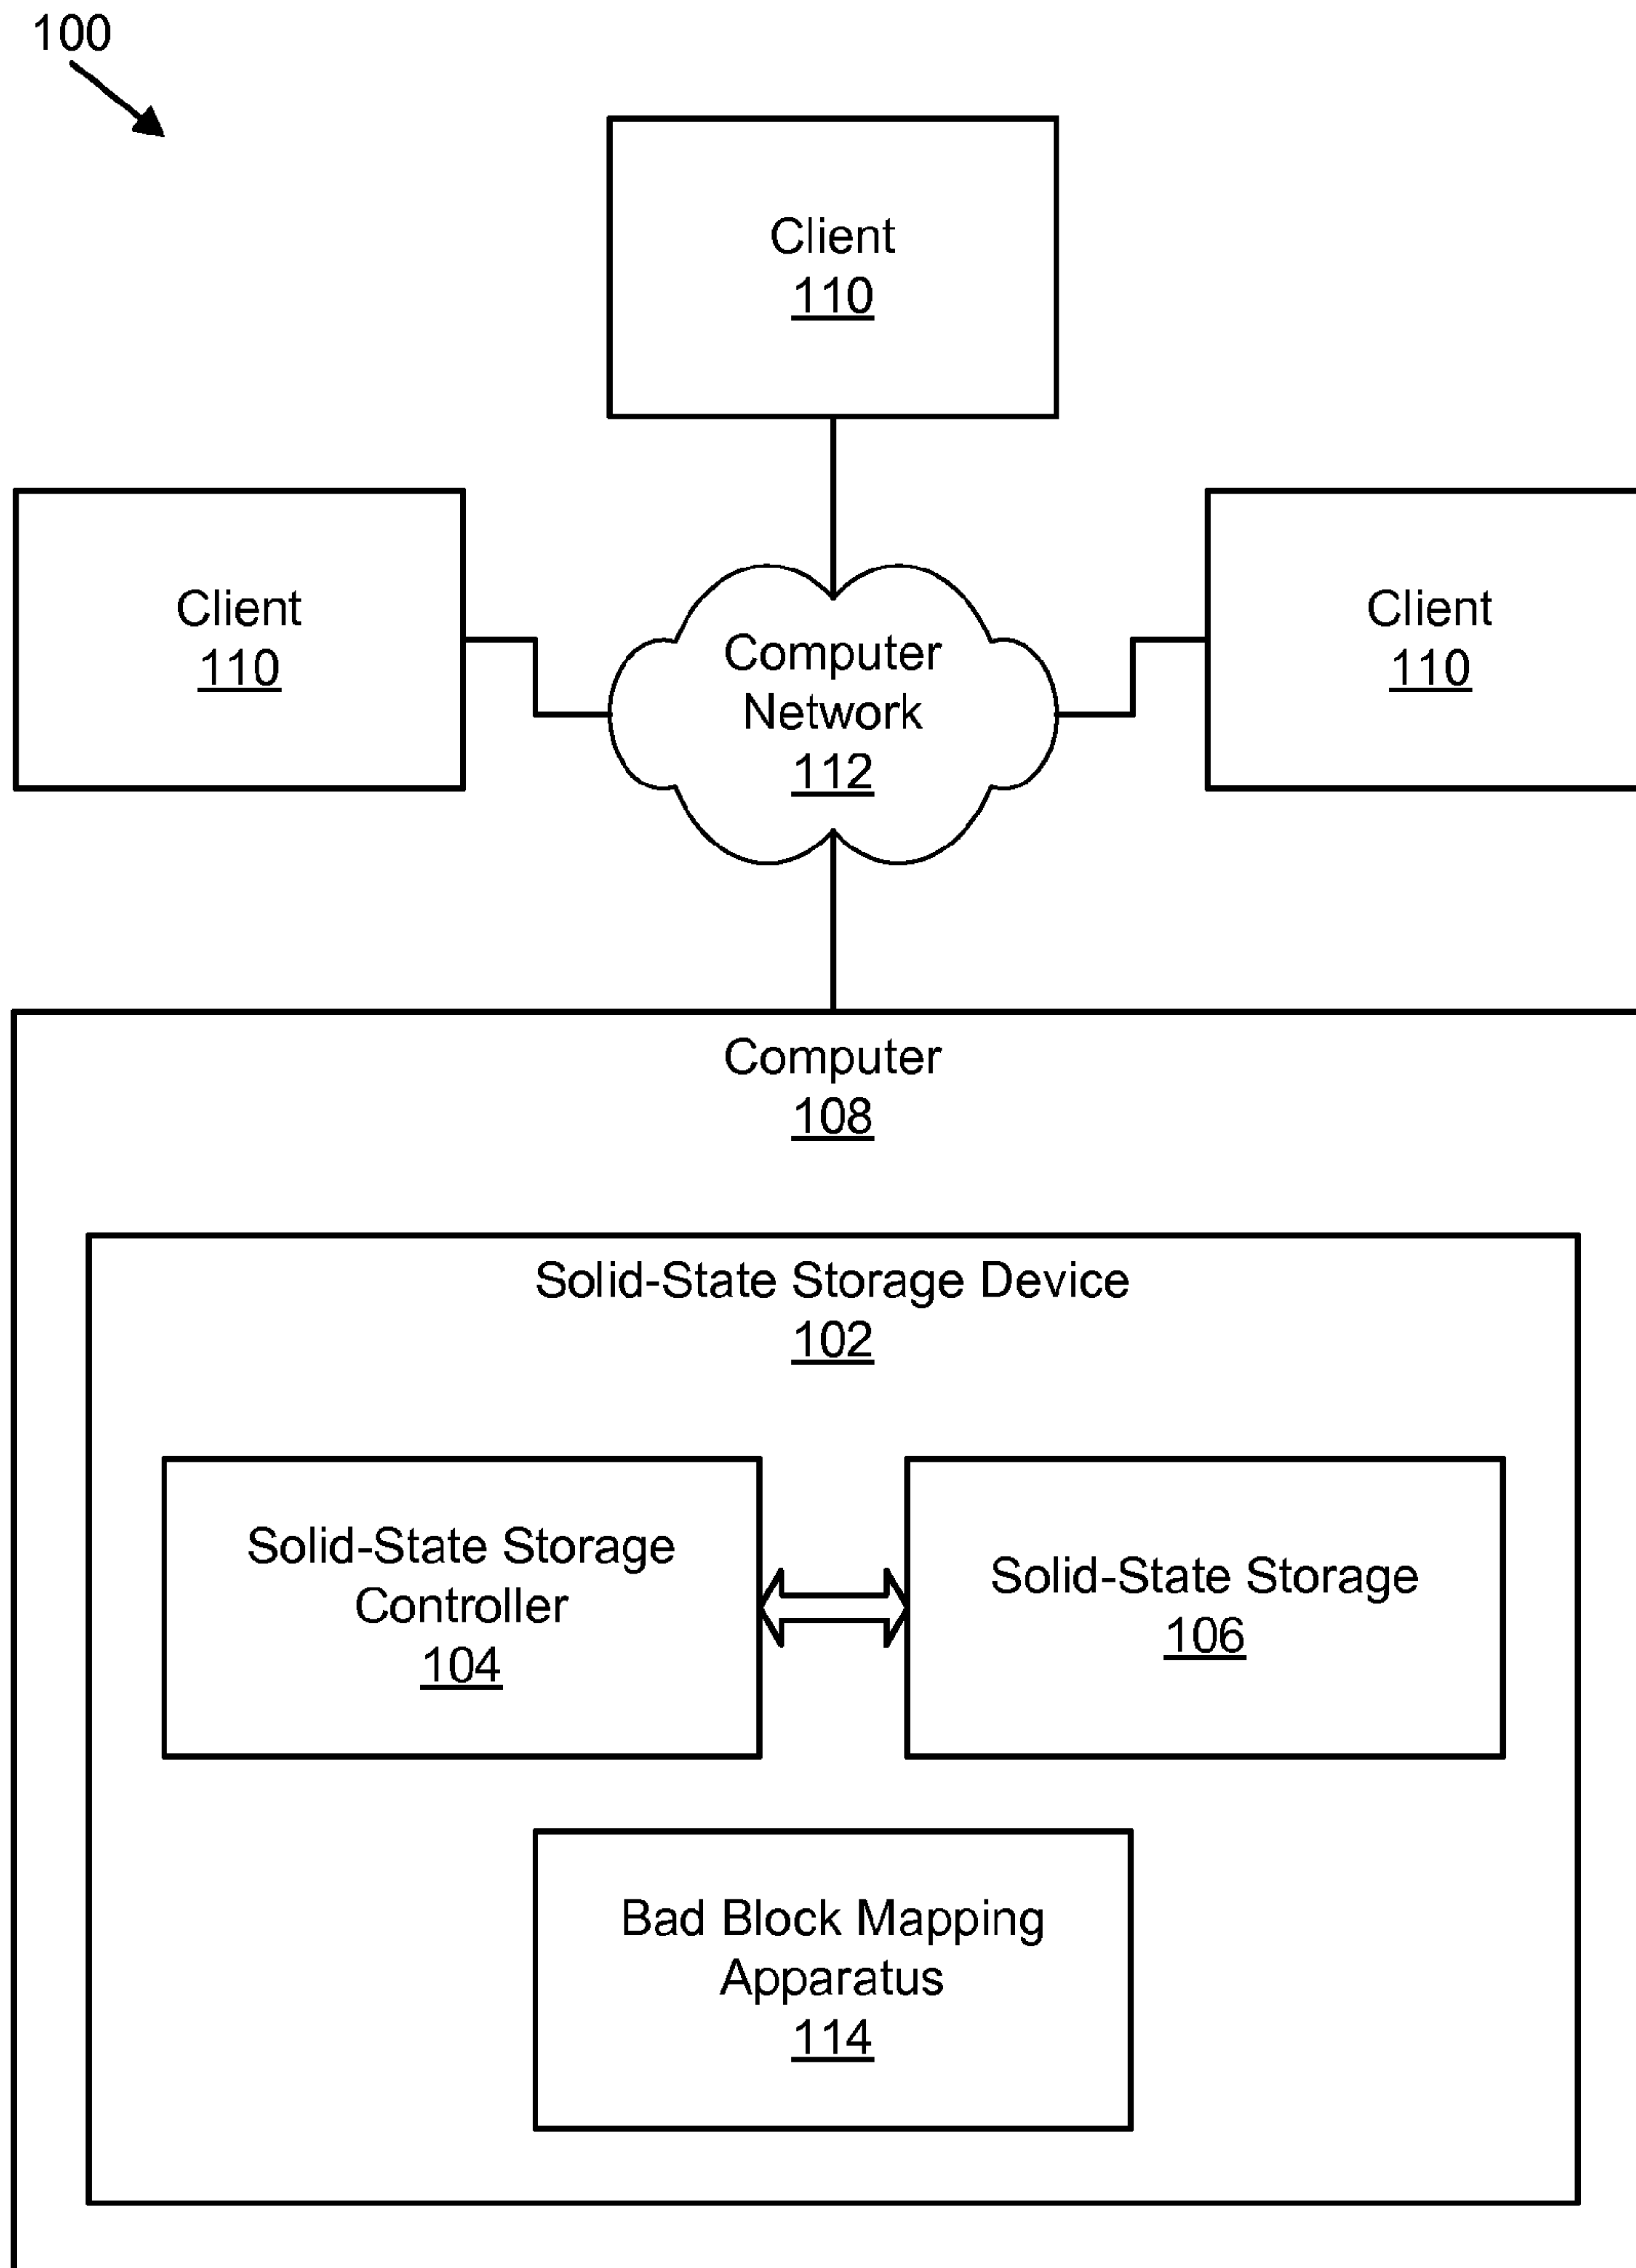 100
Client
110
Client
110
Client
110
Computer
Network
112
Computer
108
Solid-State Storage Device
102
Solid-State Storage
Controller
104
Solid-State Storage
106
Bad Block Mapping
Apparatus
114